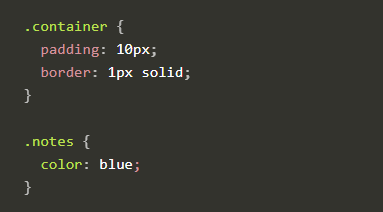 .container {
  padding: 10px;
  border: 1px solid;
}

.notes {
  color: blue;
}